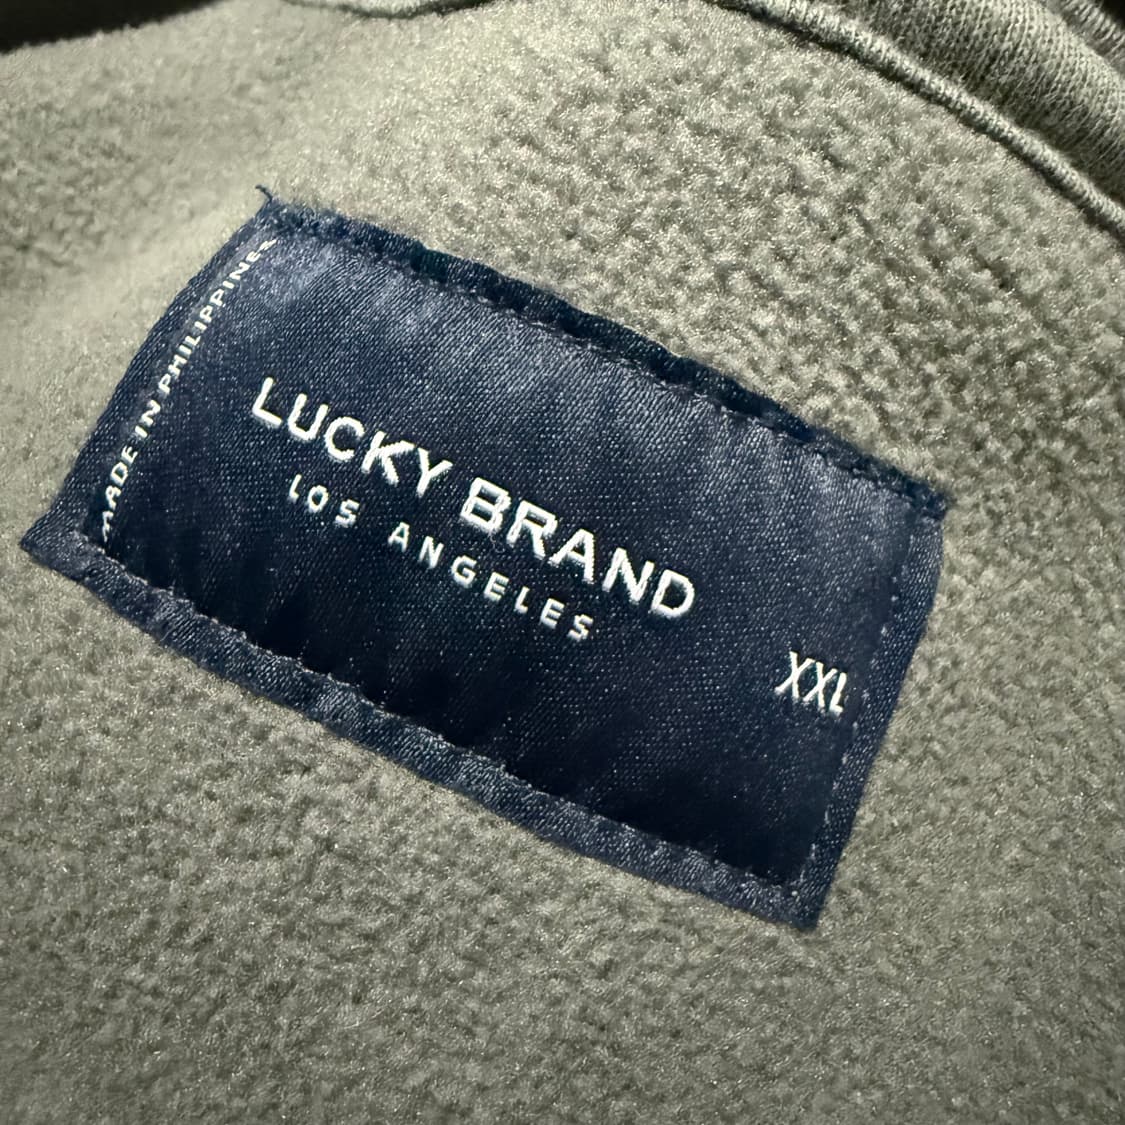 MADE IN PHILIPPINES
LUCKY BRAND
LOS ANGELES
XXL